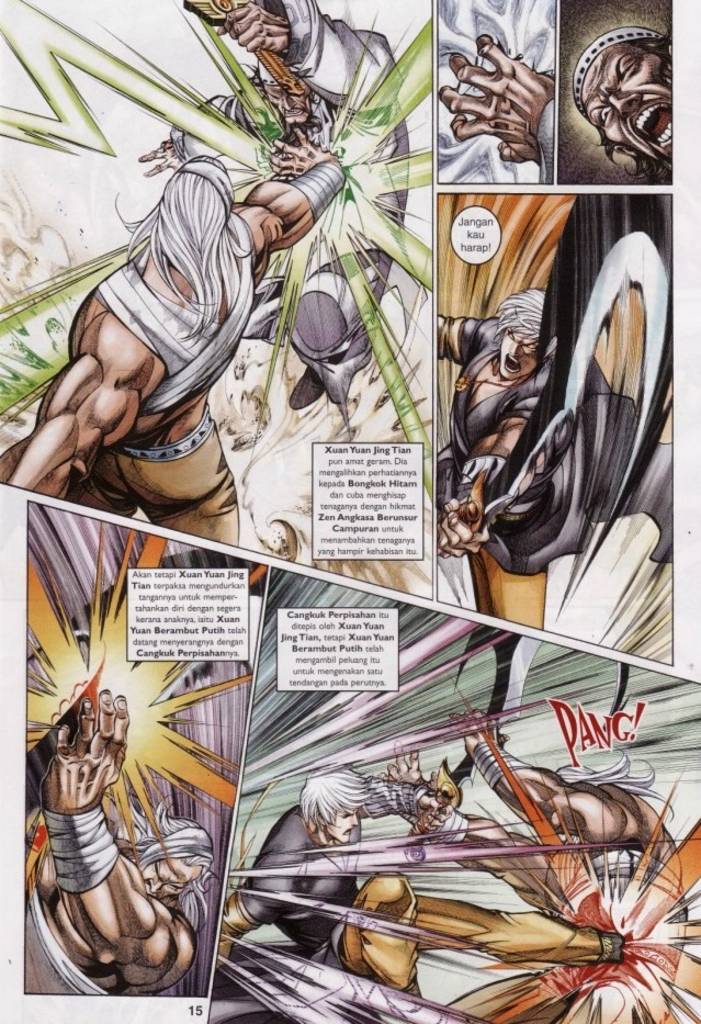 Jangan
kau
harap!
Xuan Yuan Jing Tian
pun amat geram. Dia
mengalihkan perhatiannya
kepada Bongkok Hitam
dan cuba menghisap
tenaganya dengan hikmat
Zen Angkasa Berunsur
Campuran untuk
menambahkan tenaganya
yang hampir kehabisan itu.
Akan tetapi Xuan Yuan Jing
Tian terpaksa mengundurkan
tangannya untuk memper-
tahankan diri dengan segera
kerana anaknya, iaitu Xuan
Yuan Berambut Putih telah
datang menyerangnya dengan
Cangkuk Perpisahannya.
Cangkuk Perpisahan itu
ditepis oleh Xuan Yuan
Jing Tian, tetapi Xuan Yuan
Berambut Putih telah
mengambil peluang itu
untuk mengenakan satu
tendangan pada perutnya.
PANG!
15